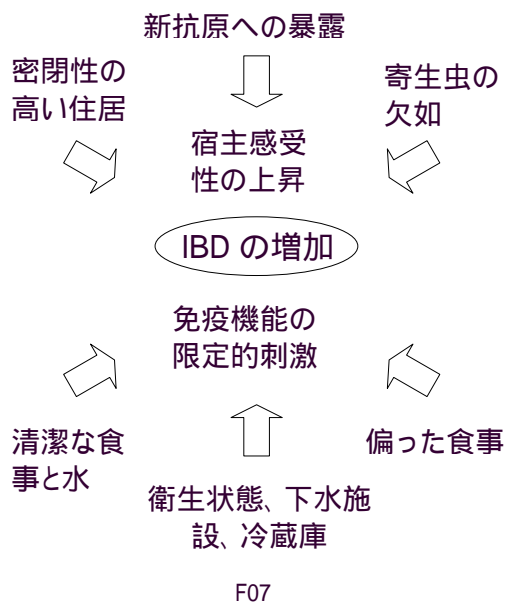 新抗原への暴露
密閉性の
高い住居
寄生虫の
欠如
宿主感受
性の上昇
IBD の増加
免疫機能の
限定的刺激
清潔な食
事と水
偏った食事
衛生状態、下水施
設、冷蔵庫
F07